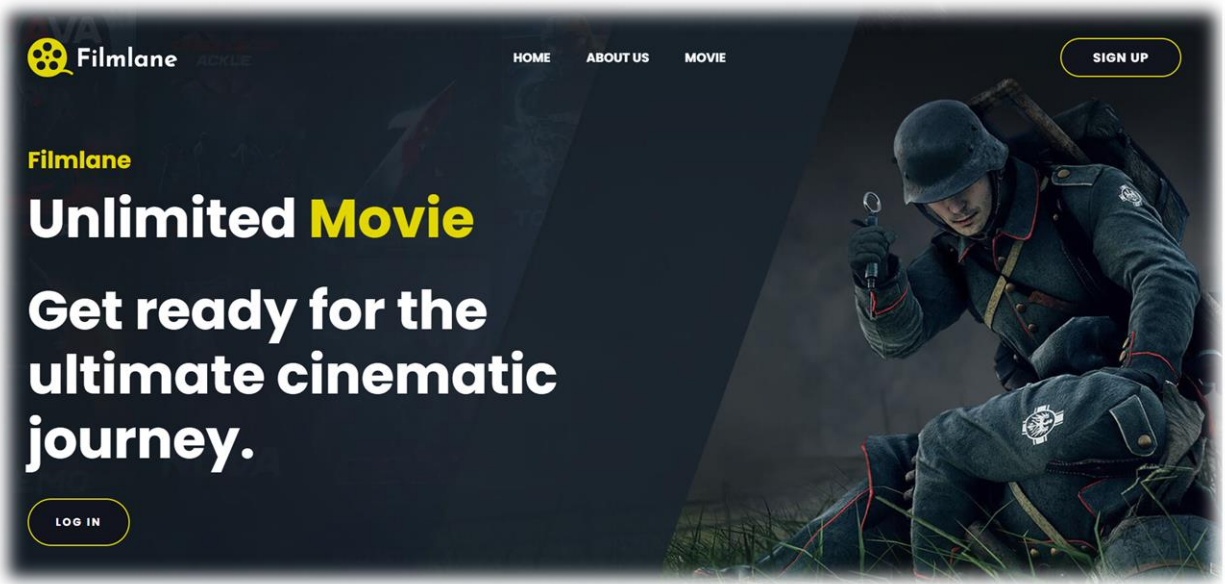 Filmlane
HOME ABOUT US MOVIE
SIGN UP
Filmlane
Unlimited Movie
Get ready for the
ultimate cinematic
journey.
LOG IN